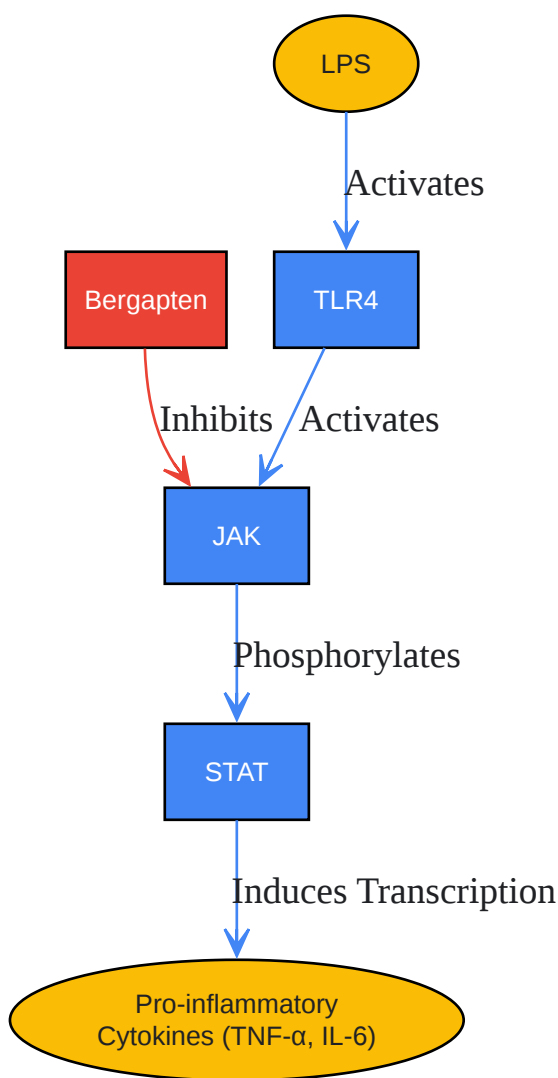 LPS
Activates
Bergapten
TLR4
Inhibits
Activates
JAK
Phosphorylates
STAT
Induces Transcription
Pro-inflammatory
Cytokines (TNF-α, IL-6)